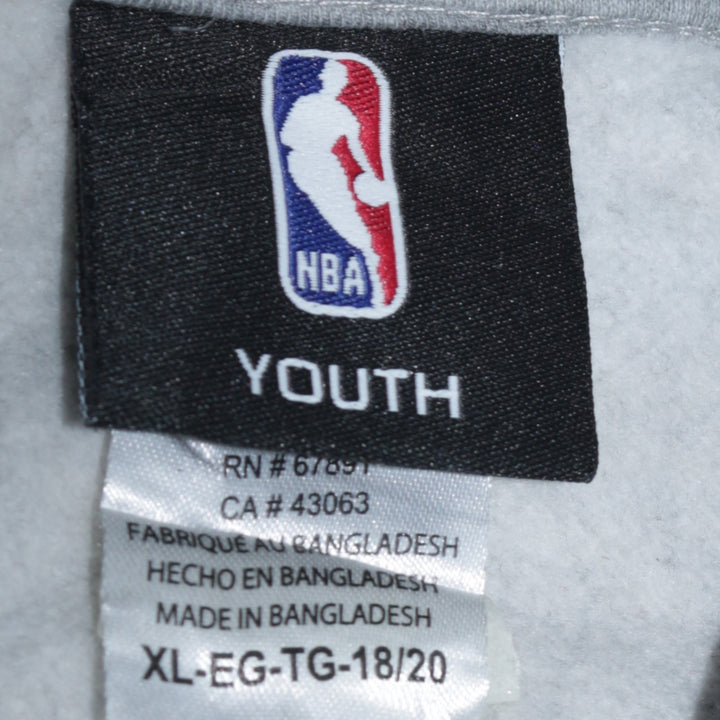 NBA
YOUTH
RN # 67891
CA # 43063
FABRIQUE AU BANGLADESH
HECHO EN BANGLADESH
MADE IN BANGLADESH
XL-EG-TG-18/20